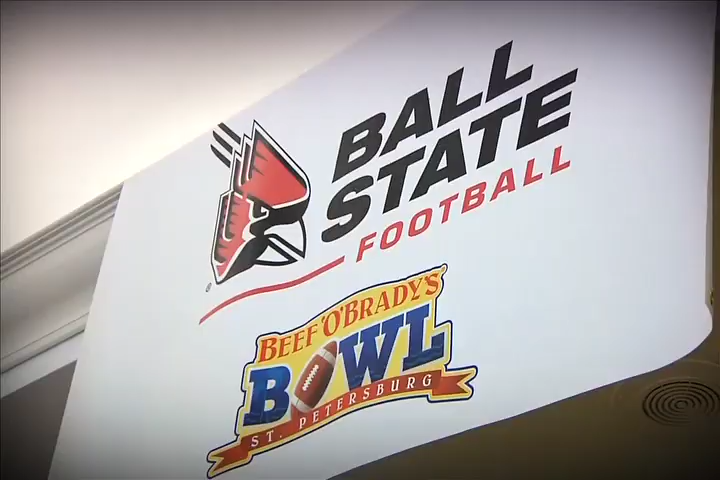 BALL
STATE
FOOTBALL
BEEF 'O' BRADY'S
BOWL
ST. PETERSBURG